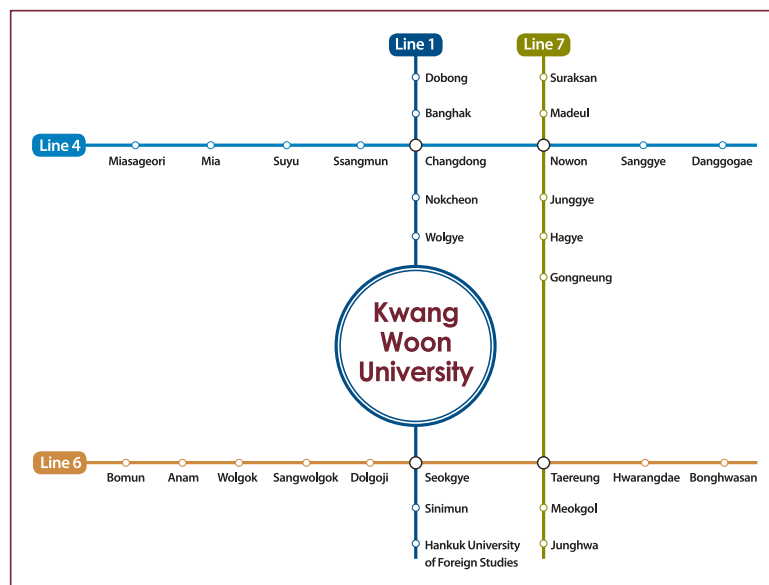 Line 1
Line 7
Dobong
Suraksan
Banghak
Madeul
Line 4
Miasageori
Mia
Suyu
Ssangmun
Changdong
Nowon
Sanggye
Danggogae
Nokcheon
Junggye
Wolgye
Hagye
Gongneung
Kwang
Woon
University
Line 6
Bomun
Anam
Wolgok
Sangwolgok
Dolgoji
Seokgye
Taereung
Hwarangdae
Bonghwasan
Sinimun
Meokgol
Hankuk University
of Foreign Studies
Junghwa